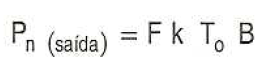 Pn (saída) = F k To B